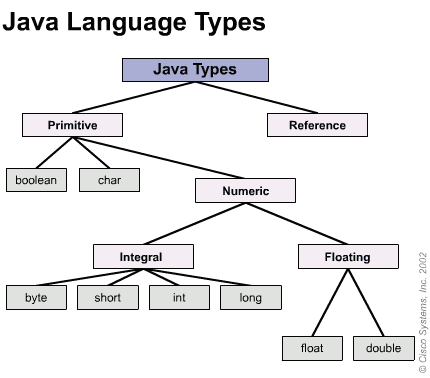 Java Language Types
Java Types
Primitive
Reference
boolean
char
Numeric
Integral
Floating
byte
short
int
long
float
double
© Cisco Systems, Inc. 2002